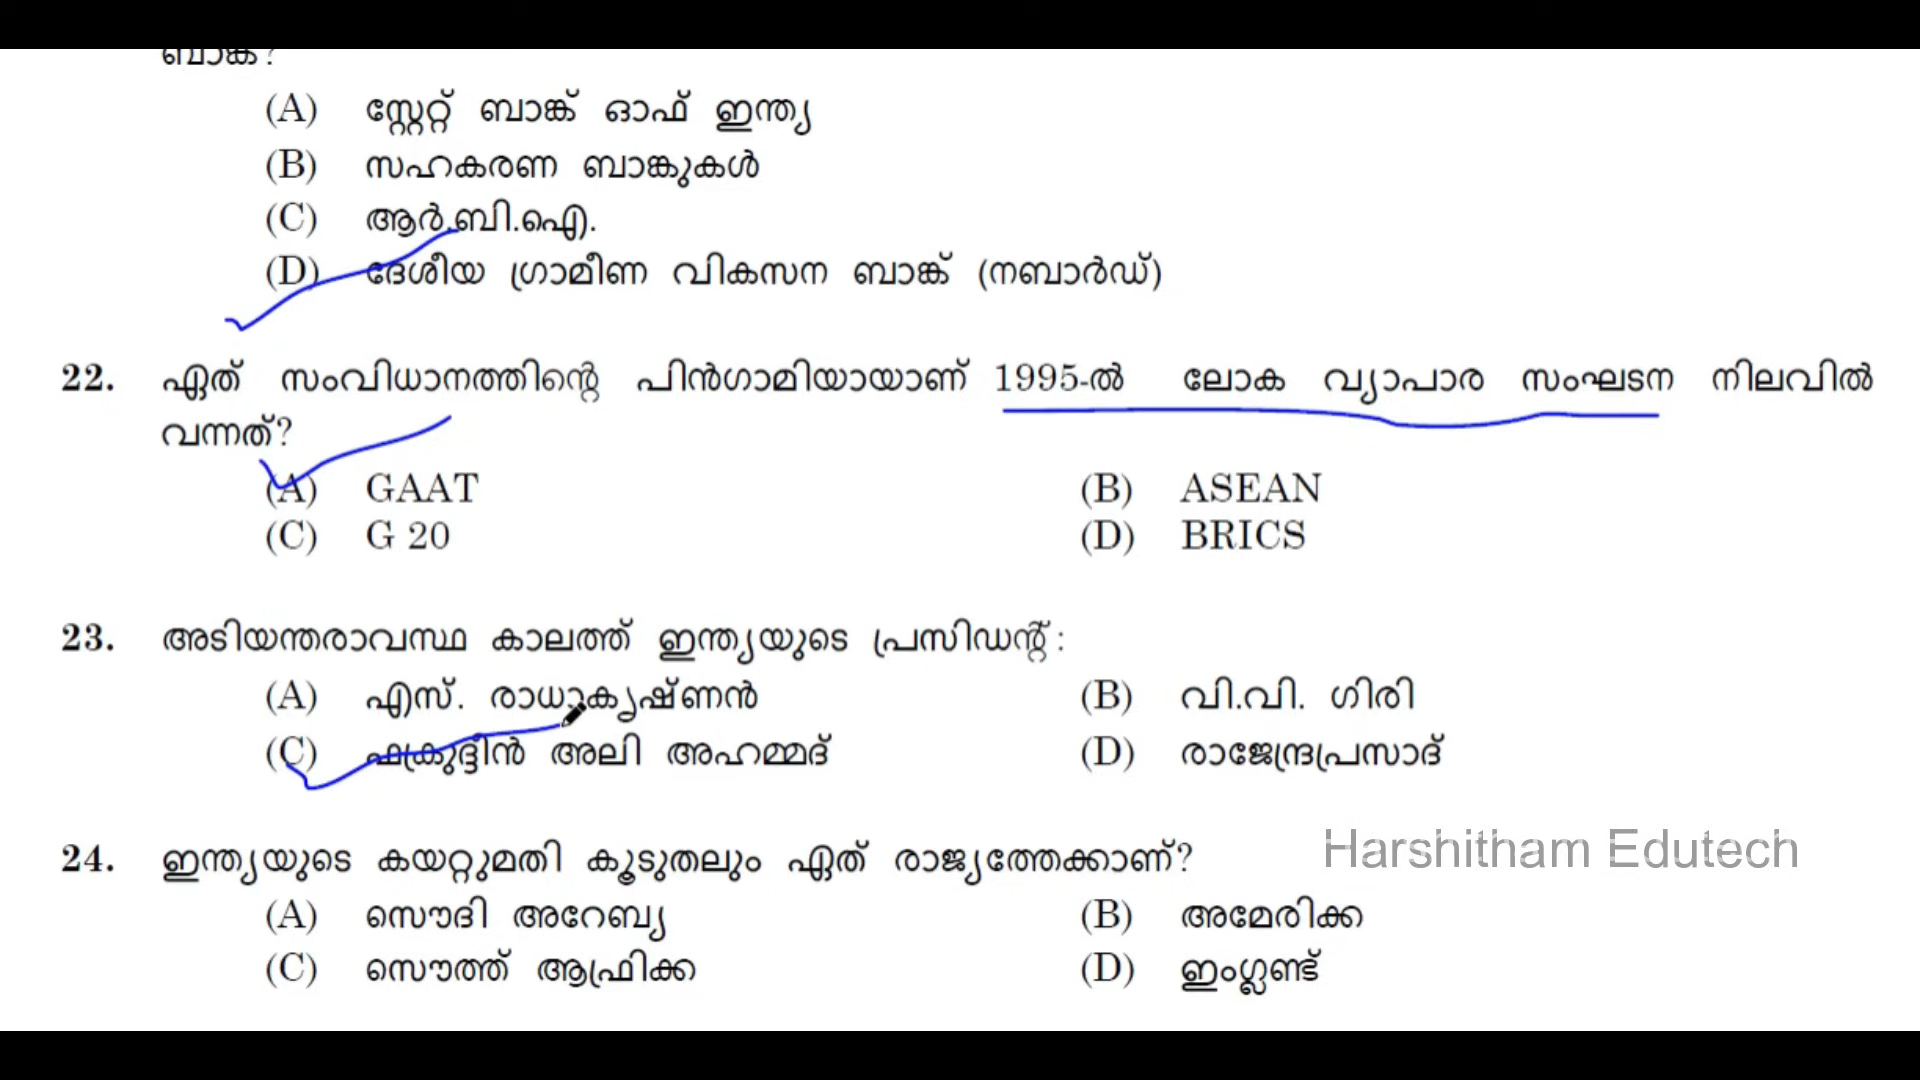 ബാങ്ക്?
(A) സ്റ്റേറ്റ് ബാങ്ക് ഓഫ് ഇന്ത്യ
(B) സഹകരണ ബാങ്കുകൾ
(C) ആർ.ബി.ഐ.
(D) ദേശീയ ഗ്രാമീണ വികസന ബാങ്ക് (നബാർഡ്)
22. ഏത് സംവിധാനത്തിന്റെ പിൻഗാമിയായാണ് 1995-ൽ ലോക വ്യാപാര സംഘടന നിലവിൽ
വന്നത്?
(A) GAAT (B) ASEAN
(C) G 20 (D) BRICS
23. അടിയന്തരാവസ്ഥ കാലത്ത് ഇന്ത്യയുടെ പ്രസിഡന്റ് :
(A) എസ്. രാധാകൃഷ്ണൻ (B) വി.വി. ഗിരി
(C) ഫക്രുദ്ദീൻ അലി അഹമ്മദ് (D) രാജേന്ദ്രപ്രസാദ്
24. ഇന്ത്യയുടെ കയറ്റുമതി കൂടുതലും ഏത് രാജ്യത്തേക്കാണ്?
Harshitham Edutech
(A) സൌദി അറേബ്യ (B) അമേരിക്ക
(C) സൌത്ത് ആഫ്രിക്ക (D) ഇംഗ്ലണ്ട്